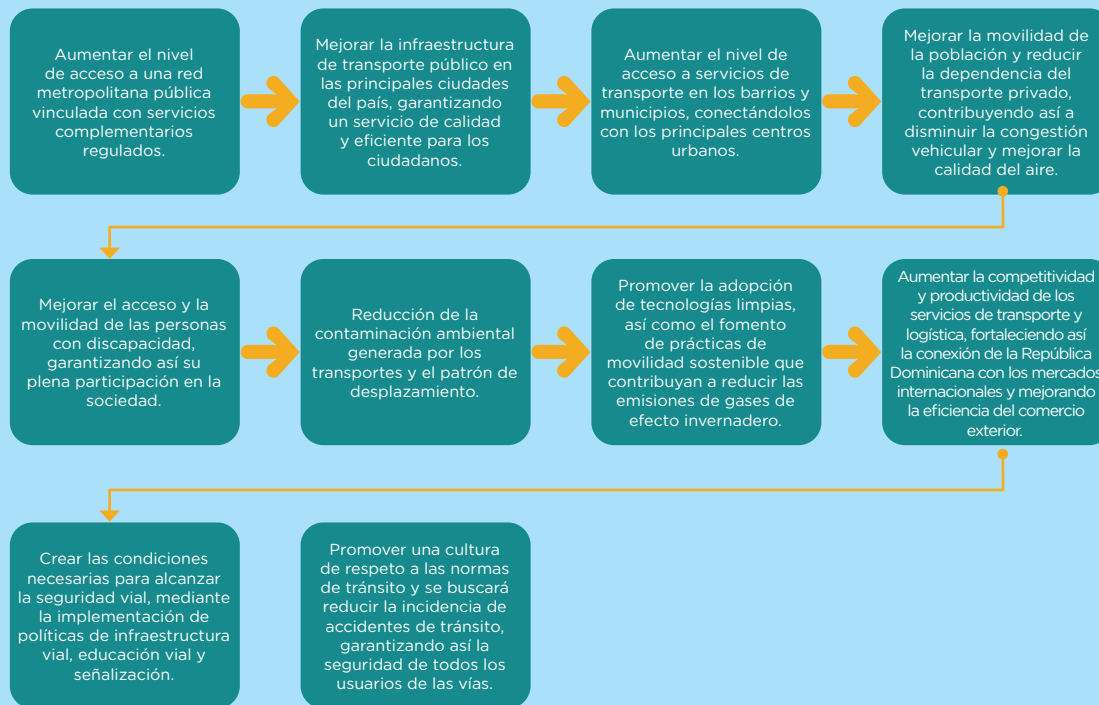 Aumentar el nivel
de acceso a una red
metropolitana pública
vinculada con servicios
complementarios
regulados.
Mejorar la infraestructura
de transporte público en
las principales ciudades
del país, garantizando
un servicio de calidad
y eficiente para los
ciudadanos.
Aumentar el nivel de
acceso a servicios de
transporte en los barrios y
municipios, conectándolos
con los principales centros
urbanos.
Mejorar la movilidad de
la población y reducir
la dependencia del
transporte privado,
contribuyendo así a
disminuir la congestión
vehicular y mejorar la
calidad del aire.
Mejorar el acceso y la
movilidad de las personas
con discapacidad,
garantizando así su
plena participación en la
sociedad.
Reducción de la
contaminación ambiental
generada por los
transportes y el patrón de
desplazamiento.
Promover la adopción
de tecnologías limpias,
así como el fomento
de prácticas de
movilidad sostenible que
contribuyan a reducir las
emisiones de gases de
efecto invernadero.
Aumentar la competitividad
y productividad de los
servicios de transporte y
logística, fortaleciendo así
la conexión de la República
Dominicana con los mercados
internacionales y mejorando
la eficiencia del comercio
exterior.
Crear las condiciones
necesarias para alcanzar
la seguridad vial, mediante
la implementación de
políticas de infraestructura
vial, educación vial y
señalización.
Promover una cultura
de respeto a las normas
de tránsito y se buscará
reducir la incidencia de
accidentes de tránsito,
garantizando así la
seguridad de todos los
usuarios de las vías.